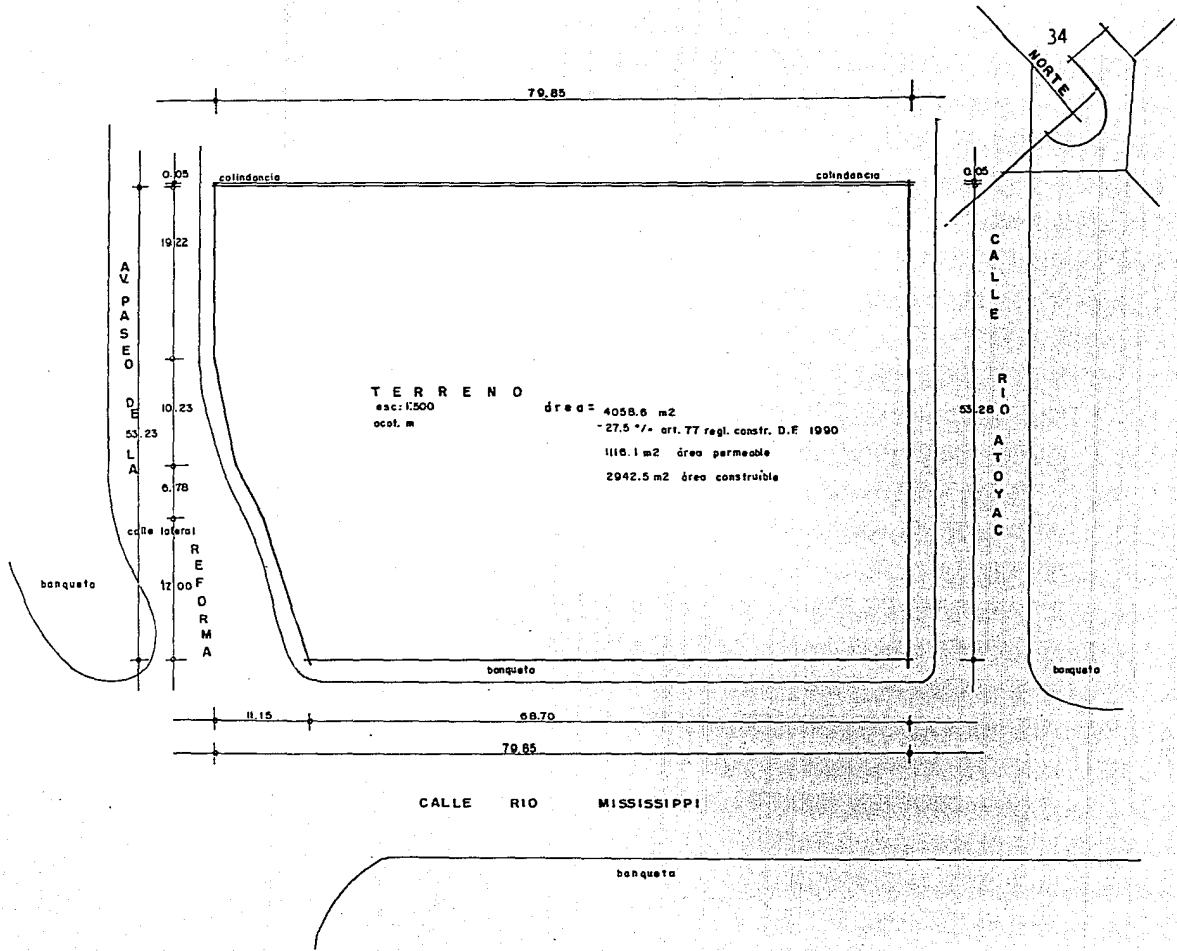 34
NORTE
79.85
0.05
colindancia
colindancia
0.05
19.22
AV. PASEO DE LA
CALLE RIO ATOYAC
TERRENO
esc: 1:500
acot. m
área = 4058.6 m2
-27.5 °/- art. 77 regl. constr. D.F. 1990
1116.1 m2 área permeable
2942.5 m2 área construible
10.23
53.23
53.28
6.78
calle lateral
REFORMA
banqueta
17.00
banqueta
banqueta
11.15
68.70
79.85
CALLE RIO MISSISSIPPI
banqueta